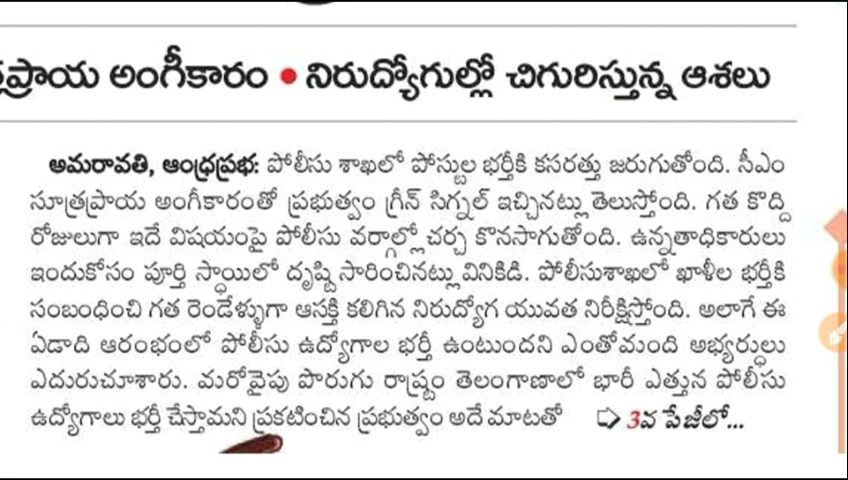 ప్రాయ అంగీకారం • నిరుద్యోగుల్లో చిగురిస్తున్న ఆశలు
అమరావతి, ఆంధ్రప్రభ: పోలీసు శాఖలో పోస్టుల భర్తీకి కసరత్తు జరుగుతోంది. సీఎం
సూత్రప్రాయ అంగీకారంతో ప్రభుత్వం గ్రీన్ సిగ్నల్ ఇచ్చినట్లు తెలుస్తోంది. గత కొద్ది
రోజులుగా ఇదే విషయంపై పోలీసు వర్గాల్లో చర్చ కొనసాగుతోంది. ఉన్నతాధికారులు
ఇందుకోసం పూర్తి స్థాయిలో దృష్టి సారించినట్లు వినికిడి. పోలీసుశాఖలో ఖాళీల భర్తీకి
సంబంధించి గత రెండేళ్ళుగా ఆసక్తి కలిగిన నిరుద్యోగ యువత నిరీక్షిస్తోంది. అలాగే ఈ
ఏడాది ఆరంభంలో పోలీసు ఉద్యోగాల భర్తీ ఉంటుందని ఎంతోమంది అభ్యర్థులు
ఎదురుచూశారు. మరోవైపు పొరుగు రాష్ట్రం తెలంగాణాలో భారీ ఎత్తున పోలీసు
ఉద్యోగాలు భర్తీ చేస్తామని ప్రకటించిన ప్రభుత్వం అదే మాటతో ⇨ 3వ పేజీలో...